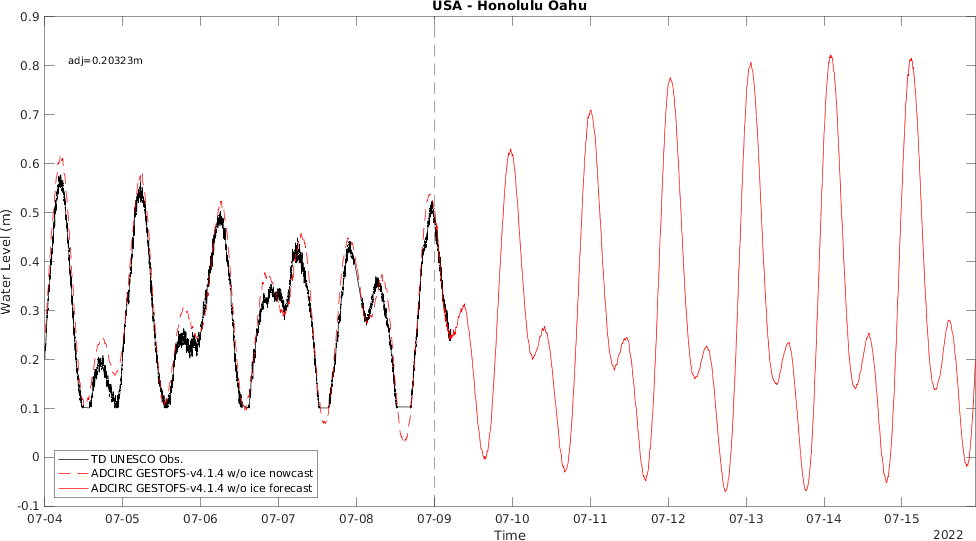 USA - Honolulu Oahu
adj=0.20323m
Water Level (m)
0.9
0.8
0.7
0.6
0.5
0.4
0.3
0.2
0.1
0
-0.1
TD UNESCO Obs.
ADCIRC GESTOFS-v4.1.4 w/o ice nowcast
ADCIRC GESTOFS-v4.1.4 w/o ice forecast
07-04 07-05 07-06 07-07 07-08 07-09 07-10 07-11 07-12 07-13 07-14 07-15
Time
2022